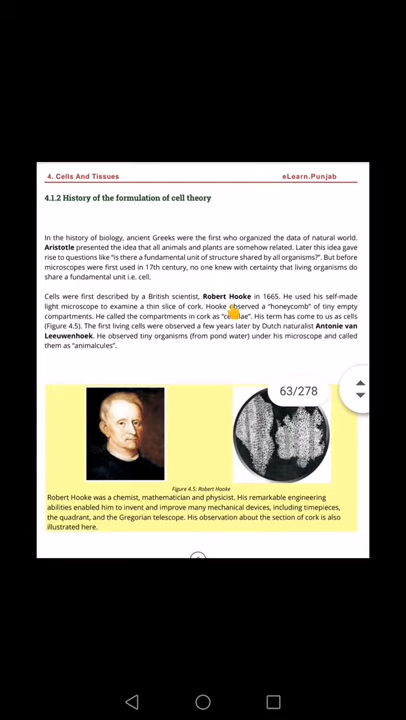 4. Cells And Tissues eLearn.Punjab
4.1.2 History of the formulation of cell theory
In the history of biology, ancient Greeks were the first who organized the data of natural world.
Aristotle presented the idea that all animals and plants are somehow related. Later this idea gave
rise to questions like “is there a fundamental unit of structure shared by all organisms?”. But before
microscopes were first used in 17th century, no one knew with certainty that living organisms do
share a fundamental unit i.e. cell.
Cells were first described by a British scientist, Robert Hooke in 1665. He used his self-made
light microscope to examine a thin slice of cork. Hooke observed a “honeycomb” of tiny empty
compartments. He called the compartments in cork as “cellulae”. His term has come to us as cells
(Figure 4.5). The first living cells were observed a few years later by Dutch naturalist Antonie van
Leeuwenhoek. He observed tiny organisms (from pond water) under his microscope and called
them as “animalcules”.
63/278
Figure 4.5: Robert Hooke
Robert Hooke was a chemist, mathematician and physicist. His remarkable engineering
abilities enabled him to invent and improve many mechanical devices, including timepieces,
the quadrant, and the Gregorian telescope. His observation about the section of cork is also
illustrated here.